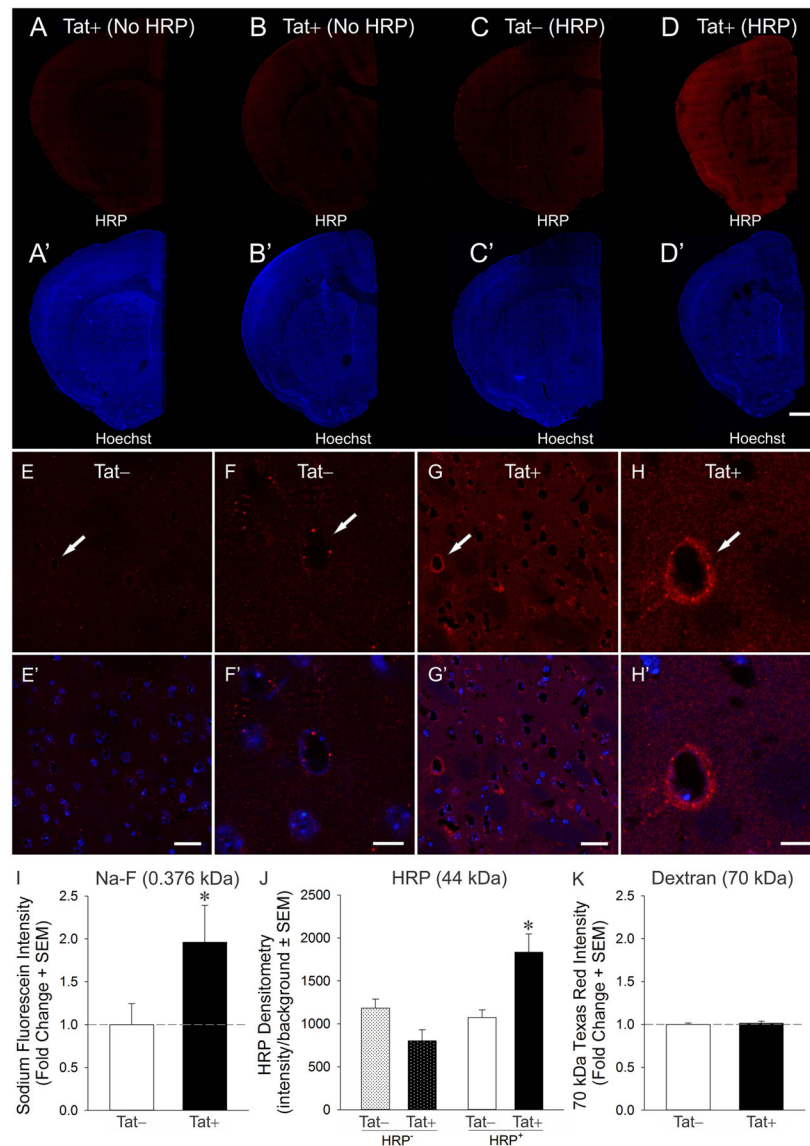 A Tat+ (No HRP) B Tat+ (No HRP) C Tat− (HRP) D Tat+ (HRP)
HRP HRP HRP HRP
A’ B’ C’ D’
Hoechst Hoechst Hoechst Hoechst
E Tat− F Tat− G Tat+ H Tat+
E’ F’ G’ H’
I Na-F (0.376 kDa) J HRP (44 kDa) K Dextran (70 kDa)
Sodium Fluorescein Intensity
(Fold Change + SEM)
2.5
2.0
1.5
1.0
0.5
0.0
*
Tat− Tat+
HRP Densitometry
(intensity/background ± SEM)
2500
2000
1500
1000
500
0
*
Tat− Tat+ Tat− Tat+
HRP⁻ HRP⁺
70 kDa Texas Red Intensity
(Fold Change + SEM)
2.5
2.0
1.5
1.0
0.5
0.0
Tat− Tat+